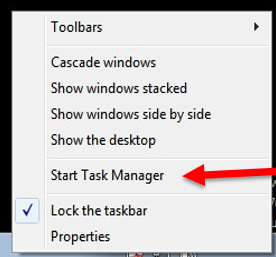 Toolbars
Cascade windows
Show windows stacked
Show windows side by side
Show the desktop
Start Task Manager
Lock the taskbar
Properties